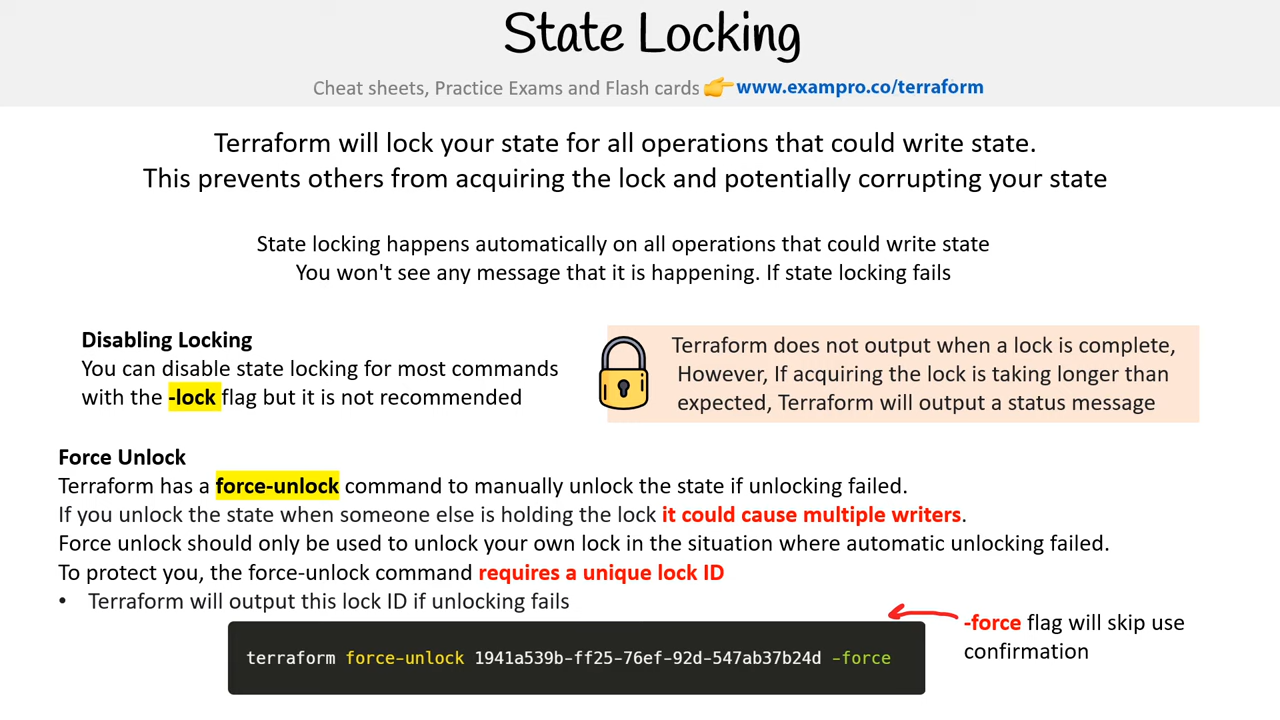 State Locking
Cheat sheets, Practice Exams and Flash cards 👉 www.exampro.co/terraform
Terraform will lock your state for all operations that could write state.
This prevents others from acquiring the lock and potentially corrupting your state
State locking happens automatically on all operations that could write state
You won't see any message that it is happening. If state locking fails
Disabling Locking
You can disable state locking for most commands
with the -lock flag but it is not recommended
Terraform does not output when a lock is complete,
However, If acquiring the lock is taking longer than
expected, Terraform will output a status message
Force Unlock
Terraform has a force-unlock command to manually unlock the state if unlocking failed.
If you unlock the state when someone else is holding the lock it could cause multiple writers.
Force unlock should only be used to unlock your own lock in the situation where automatic unlocking failed.
To protect you, the force-unlock command requires a unique lock ID
• Terraform will output this lock ID if unlocking fails
terraform force-unlock 1941a539b-ff25-76ef-92d-547ab37b24d -force
-force flag will skip use
confirmation